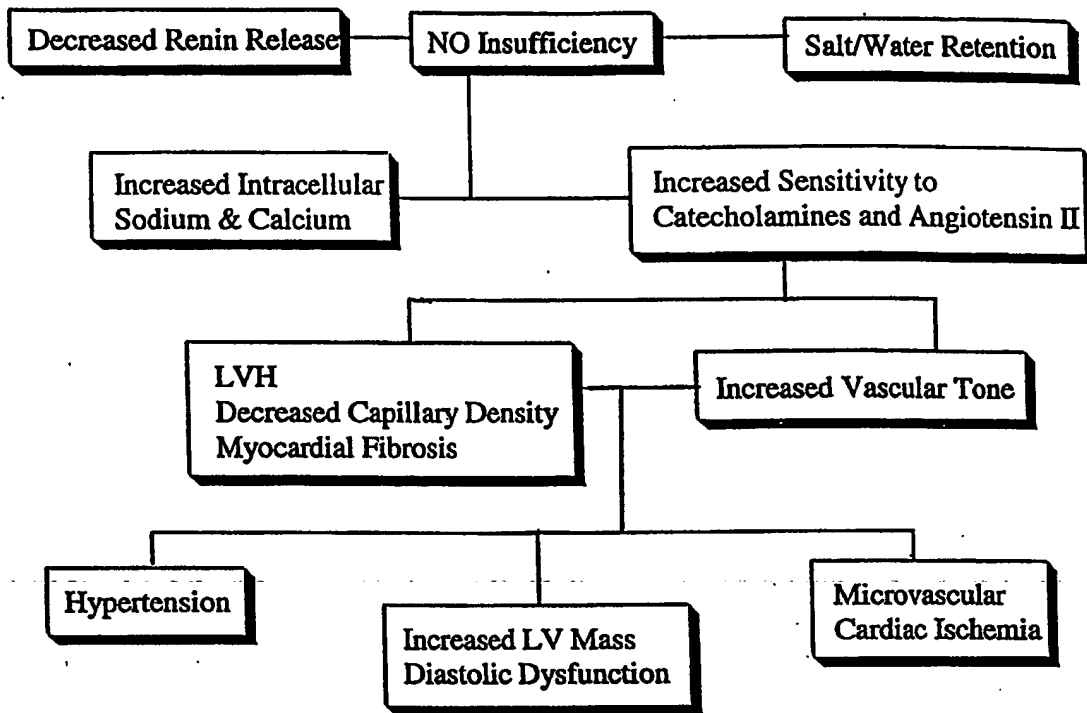 Decreased Renin Release
NO Insufficiency
Salt/Water Retention
Increased Intracellular
Sodium & Calcium
Increased Sensitivity to
Catecholamines and Angiotensin II
LVH
Decreased Capillary Density
Myocardial Fibrosis
Increased Vascular Tone
Hypertension
Increased LV Mass
Diastolic Dysfunction
Microvascular
Cardiac Ischemia